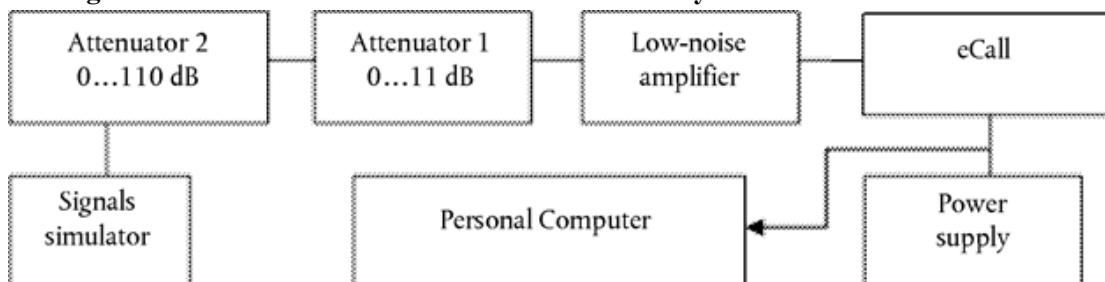 Attenuator 2
0...110 dB
Attenuator 1
0...11 dB
Low-noise
amplifier
eCall
Signals
simulator
Personal Computer
Power
supply